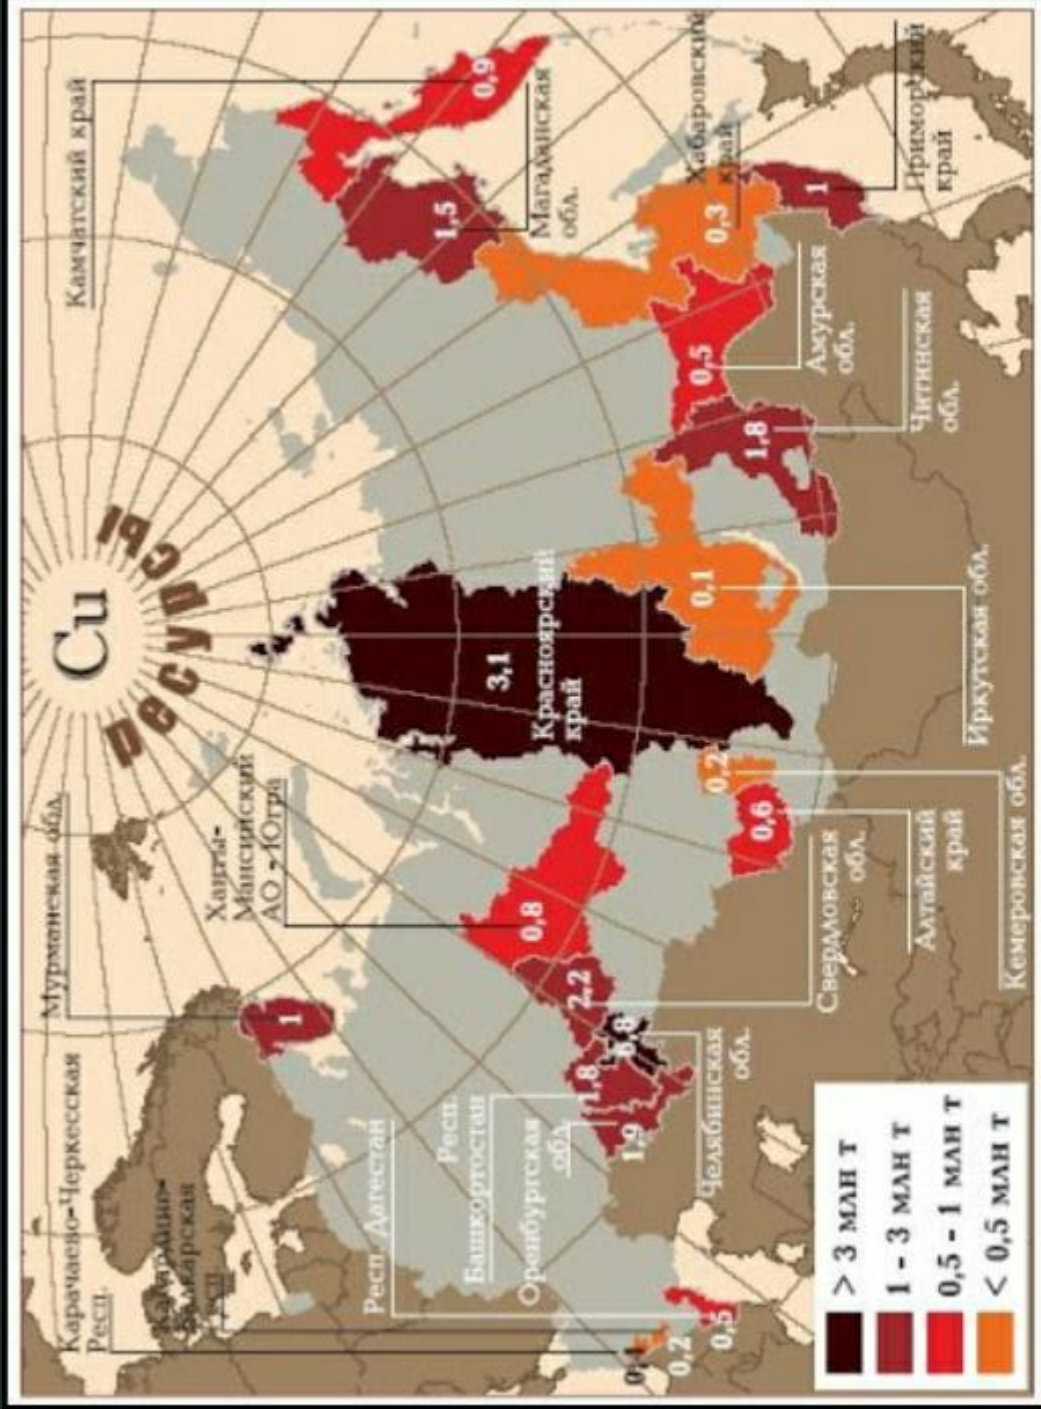 Cu
ресурсы
Мурманская обл.
Ханты-
Мансийский
АО - Югра
Камчатский край
Карачаево-Черкесская
Респ.
Кабардино-
Балкарская
Респ.
Респ. Дагестан
Респ.
Башкортостан
Оренбургская
обл.
Челябинская
обл.
Свердловская
обл.
Алтайский
край
Кемеровская обл.
Иркутская обл.
Красноярский
край
Читинская
обл.
Амурская
обл.
Магаданская
обл.
Хабаровский
край
Приморский
край
1
0,8
2,2
1,8
1,9
0,2
0,5
3,1
0,2
0,6
0,1
1,8
0,5
0,3
1
1,5
0,9
> 3 млн т
1 - 3 млн т
0,5 - 1 млн т
< 0,5 млн т